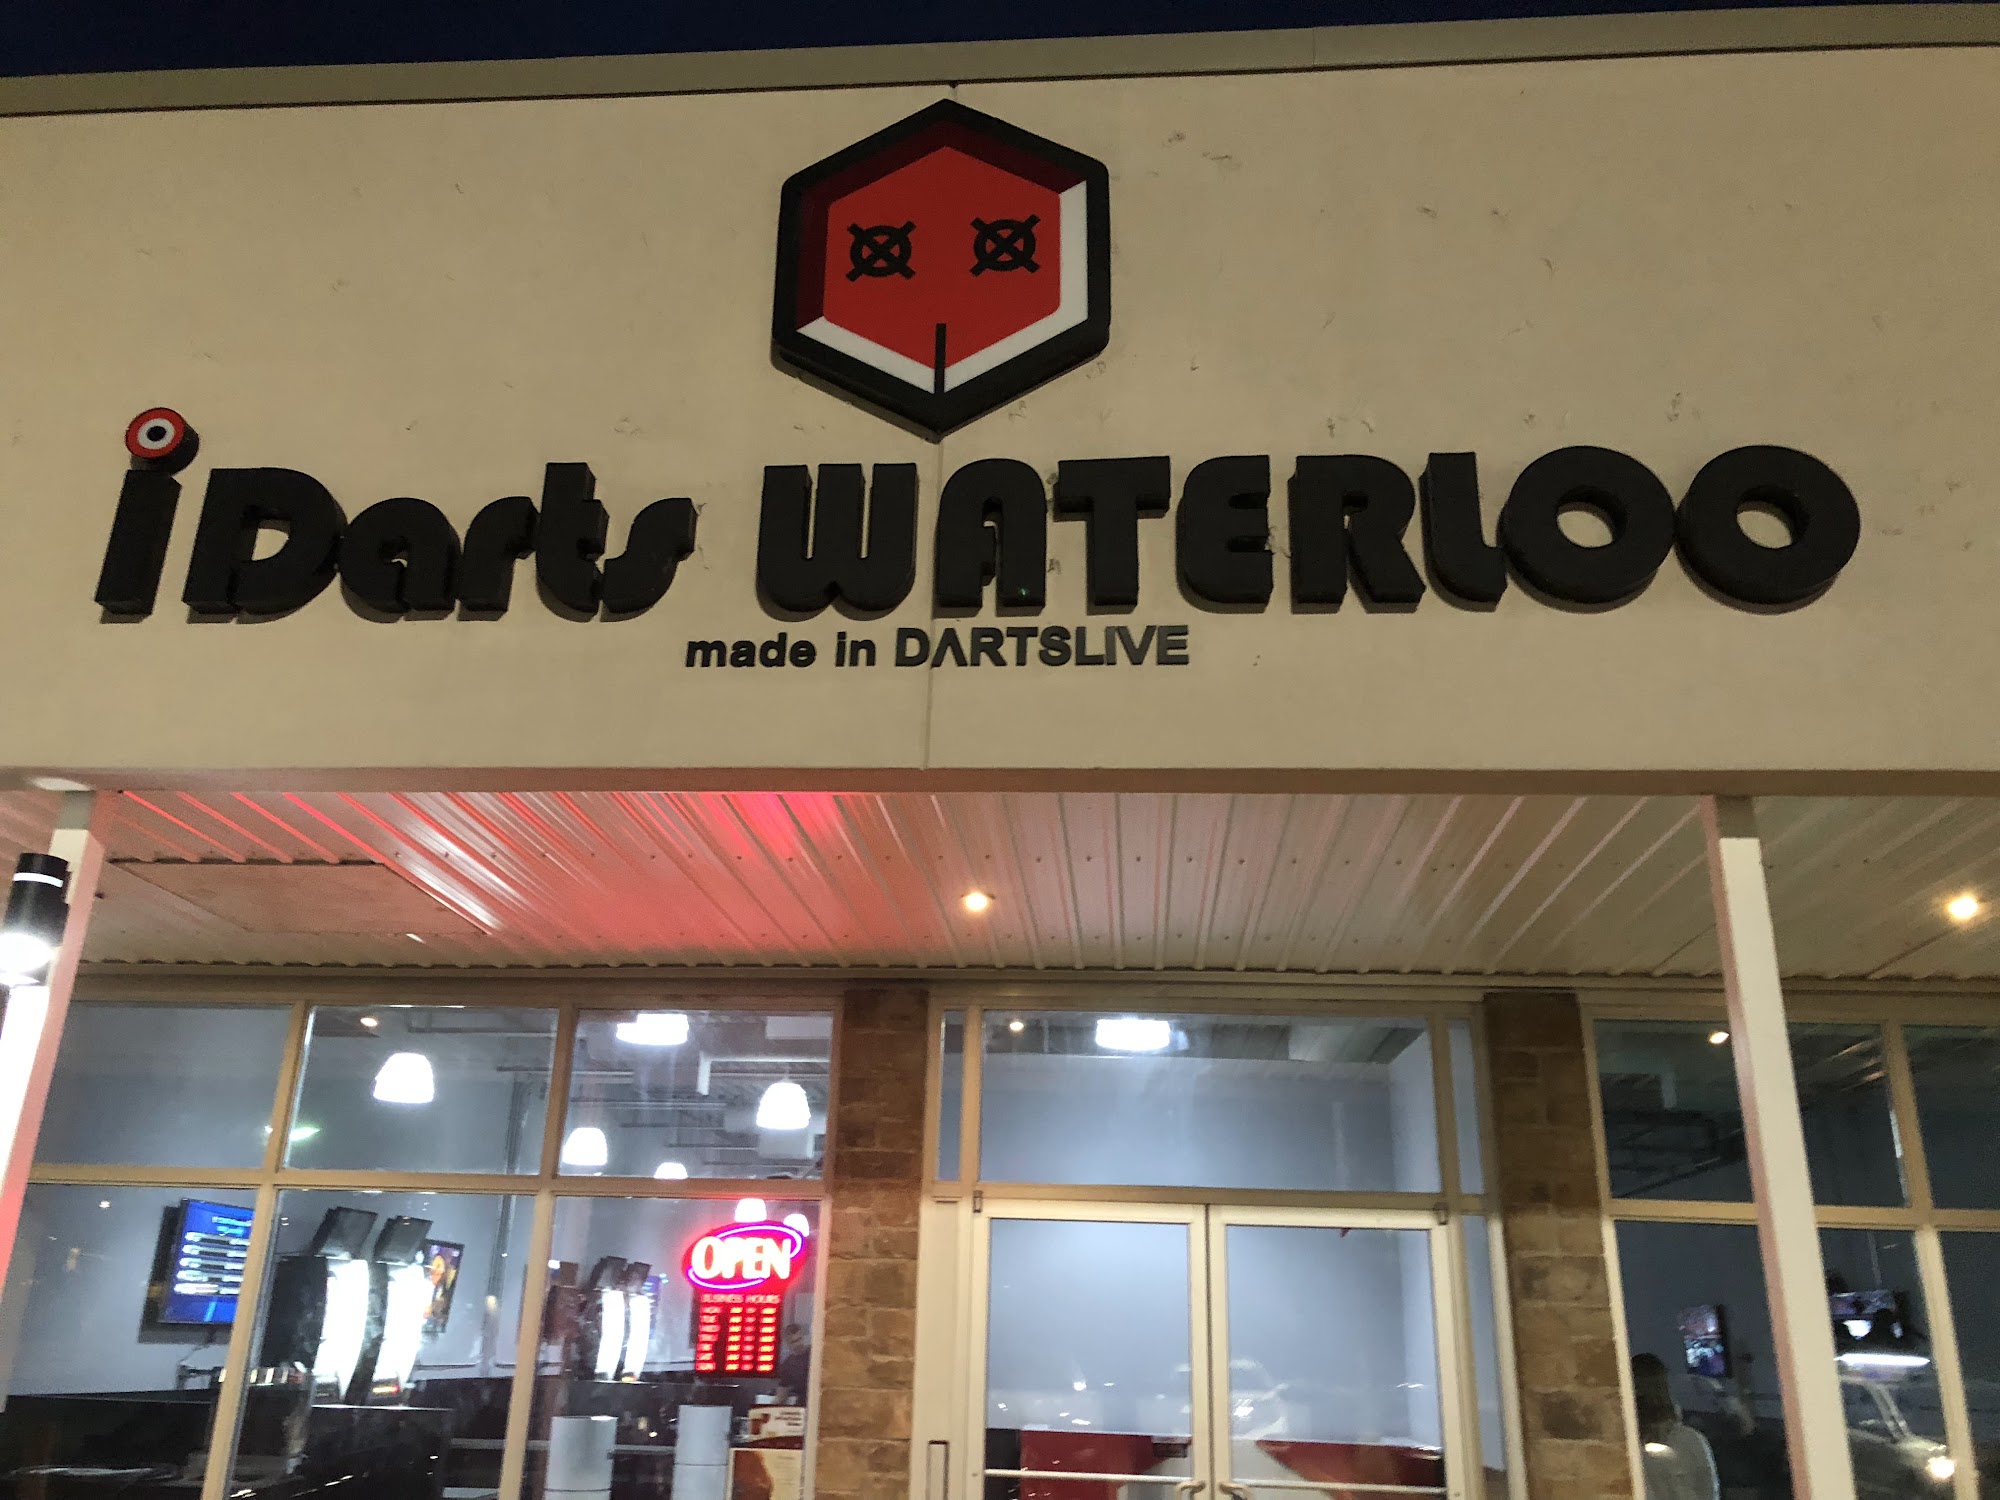 iDarts WATERLOO
made in DARTSLIVE
OPEN
BUSINESS HOURS